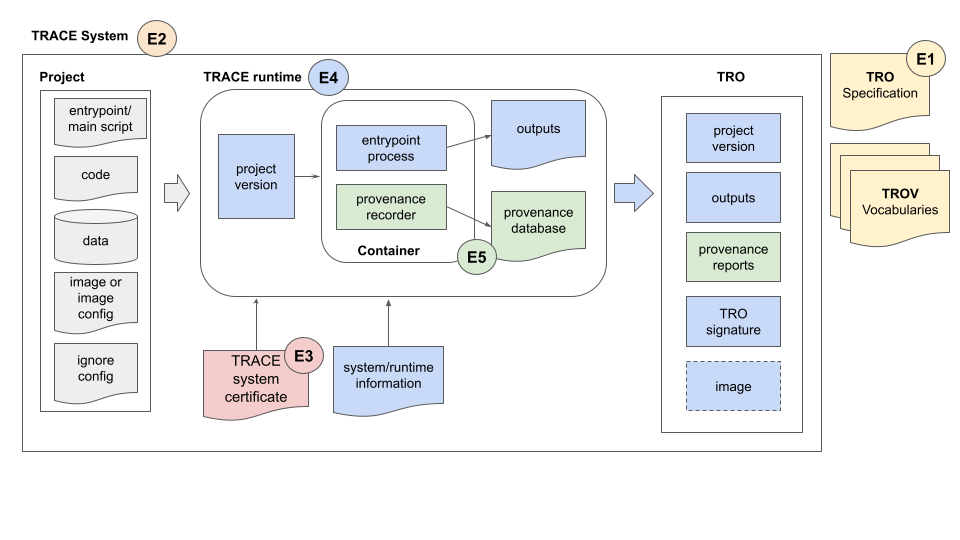 TRACE System
E2
Project
entrypoint/
main script
code
data
image or
image
config
ignore
config
TRACE runtime
E4
project
version
entrypoint
process
provenance
recorder
Container
E5
outputs
provenance
database
TRACE
system
certificate
E3
system/runtime
information
TRO
project
version
outputs
provenance
reports
TRO
signature
image
E1
TRO
Specification
TROV
Vocabularies